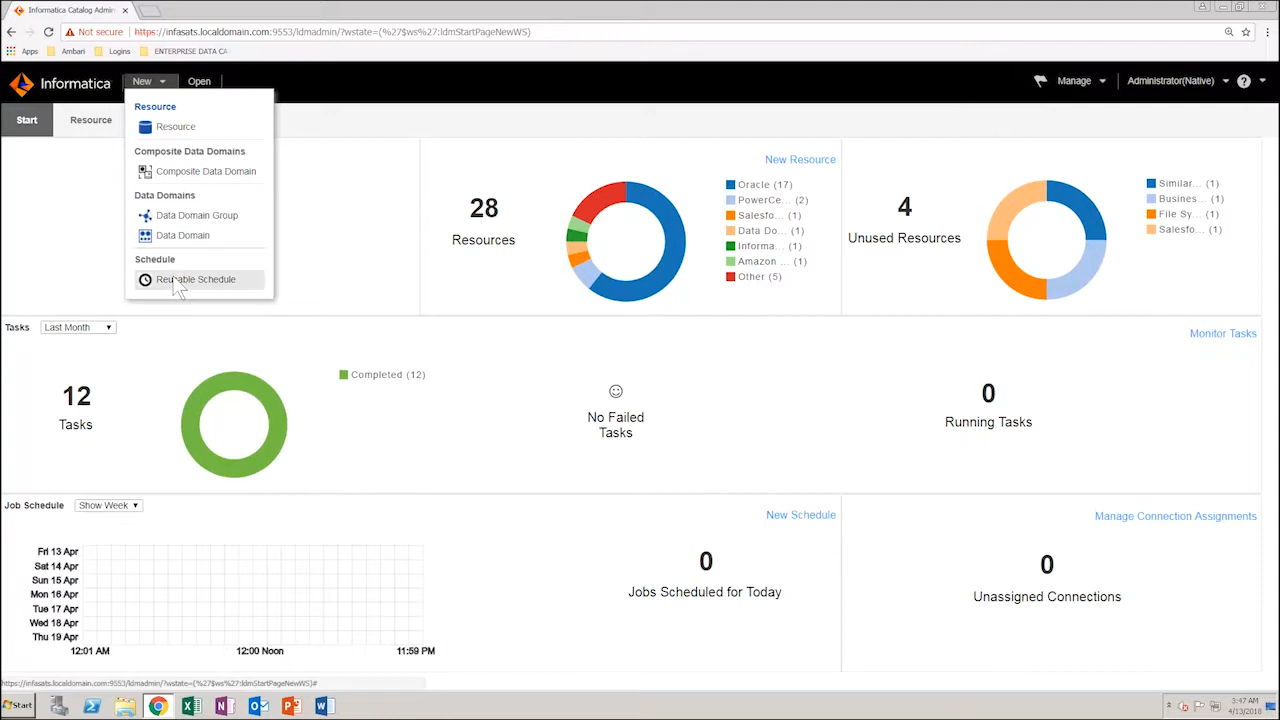 Informatica Catalog Admin
Not secure
https://infasats.localdomain.com:9553/ldmadmin/?wstate=(%27$ws%27:ldmStartPageNewWS)
Apps
Ambari
Logins
ENTERPRISE DATA CA
Informatica
New
Open
Manage
Administrator(Native)
?
Start
Resource
Resource
Resource
Composite Data Domains
Composite Data Domain
Data Domains
Data Domain Group
Data Domain
Schedule
Reusable Schedule
New Resource
28
Resources
Oracle (17)
PowerCe... (2)
Salesfo... (1)
Data Do... (1)
Informa... (1)
Amazon ... (1)
Other (5)
4
Unused Resources
Similar... (1)
Busines... (1)
File Sy... (1)
Salesfo... (1)
Tasks
Last Month
Monitor Tasks
12
Tasks
Completed (12)
No Failed
Tasks
0
Running Tasks
Job Schedule
Show Week
New Schedule
Manage Connection Assignments
Fri 13 Apr
Sat 14 Apr
Sun 15 Apr
Mon 16 Apr
Tue 17 Apr
Wed 18 Apr
Thu 19 Apr
12:01 AM
12:00 Noon
11:59 PM
0
Jobs Scheduled for Today
0
Unassigned Connections
https://infasats.localdomain.com:9553/ldmadmin/?wstate=(%27$ws%27:ldmStartPageNewWS)#
Start
3:47 AM
4/13/2018